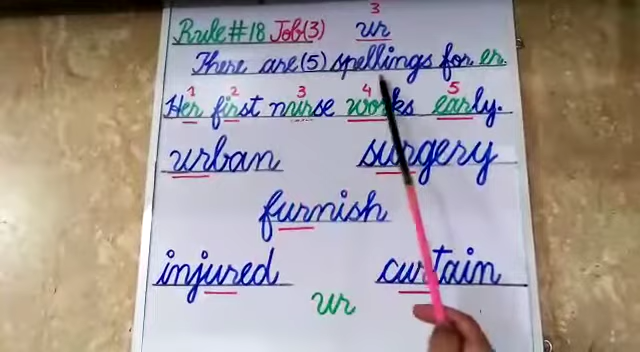 3
Rule#18 Job(3) ur
There are (5) spellings for er.
1 2 3 4 5
Her first nurse works early.
urban surgery
furnish
injured curtain
ur